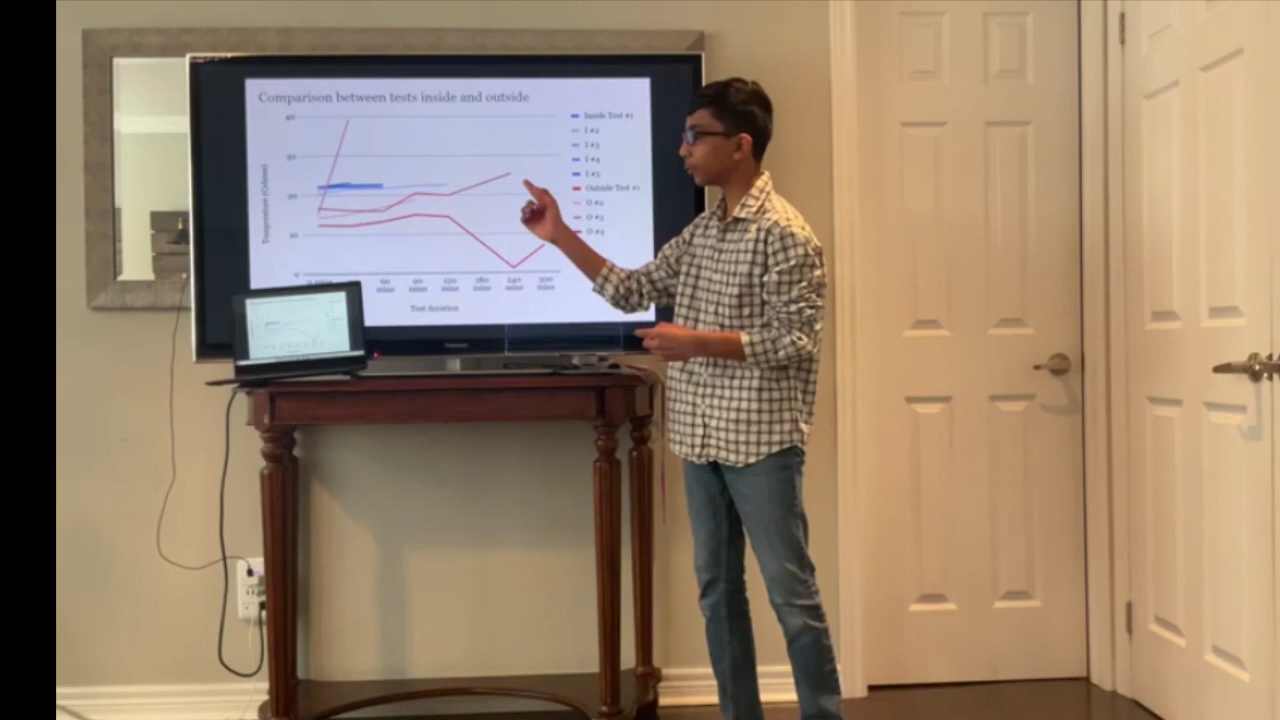 Comparison between tests inside and outside
40
30
20
10
0
Temperature (Celsius)
Inside Test #1
I #2
I #3
I #4
I #5
Outside Test #1
O #2
O #3
O #4
60 mins
90 mins
120 mins
180 mins
240 mins
300 mins
Test duration